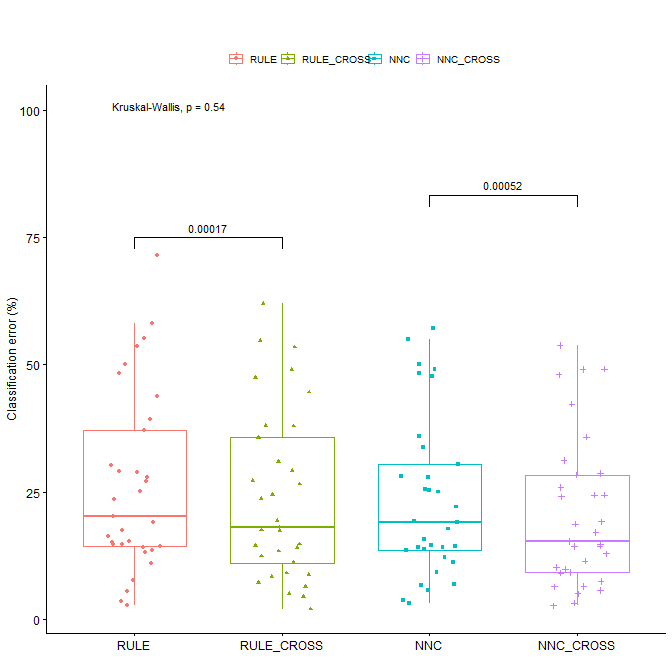 RULE RULE_CROSS NNC NNC_CROSS
Kruskal-Wallis, p = 0.54
100
0.00052
75
0.00017
50
25
0
Classification error (%)
RULE RULE_CROSS NNC NNC_CROSS